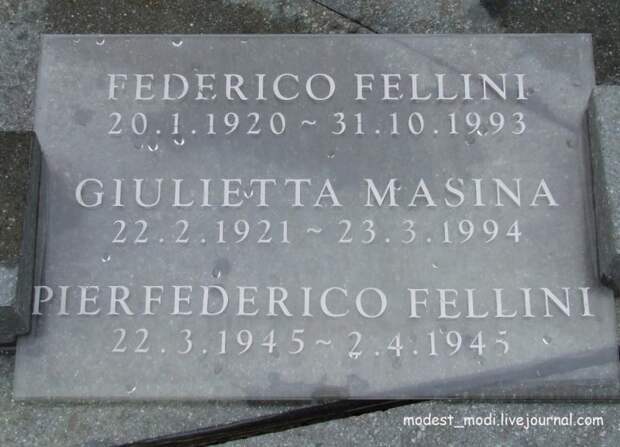 FEDERICO FELLINI
20.1.1920 ~ 31.10.1993
GIULIETTA MASINA
22.2.1921 ~ 23.3.1994
PIERFEDERICO FELLINI
22.3.1945 ~ 2.4.1945
modest_modi.livejournal.com